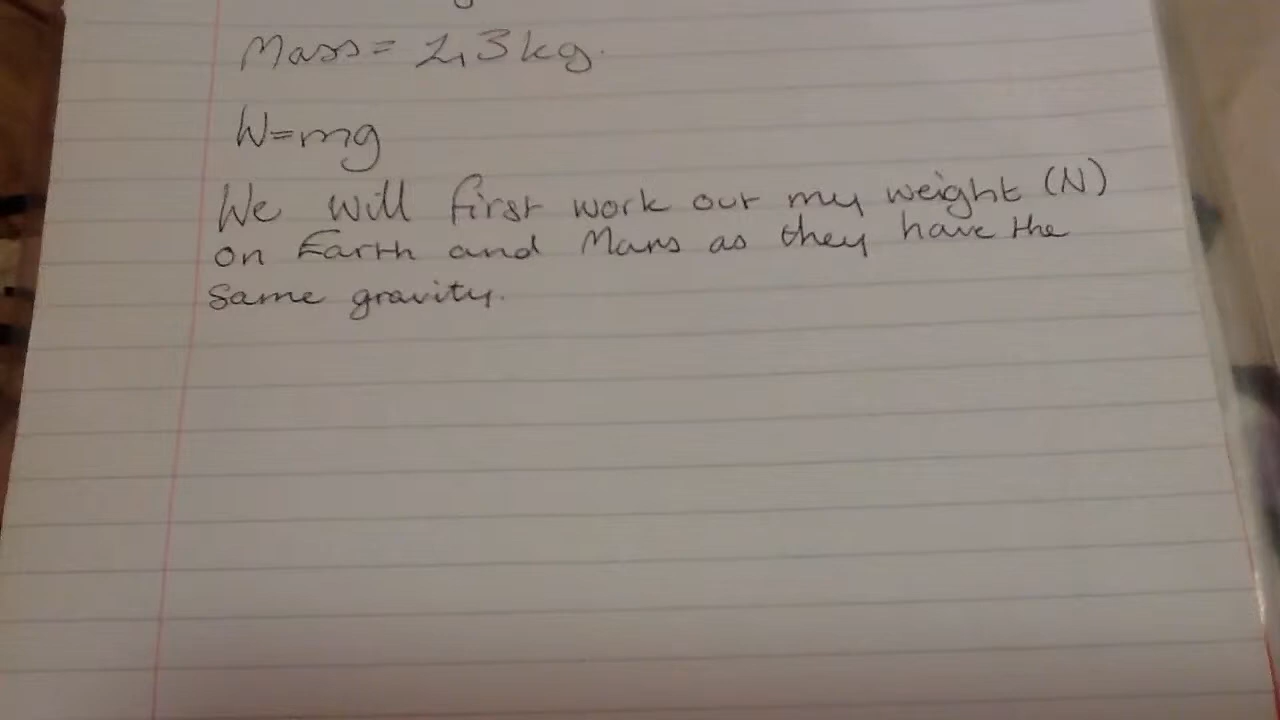 Mass = 2,3 kg.
W=mg
We will first work out my weight (N)
on Earth and Mars as they have the
same gravity.